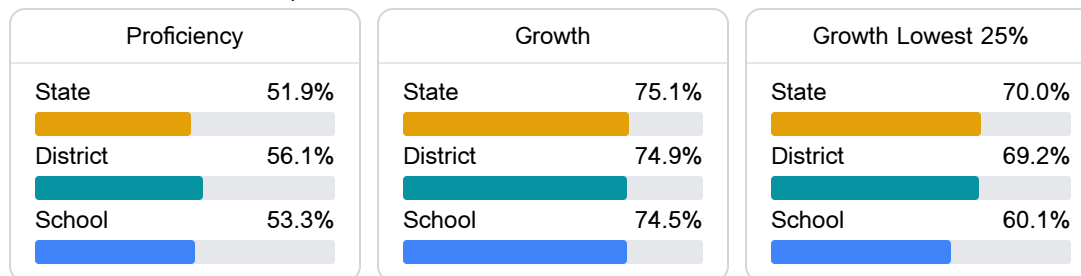 Proficiency
State 51.9%
District 56.1%
School 53.3%
Growth
State 75.1%
District 74.9%
School 74.5%
Growth Lowest 25%
State 70.0%
District 69.2%
School 60.1%